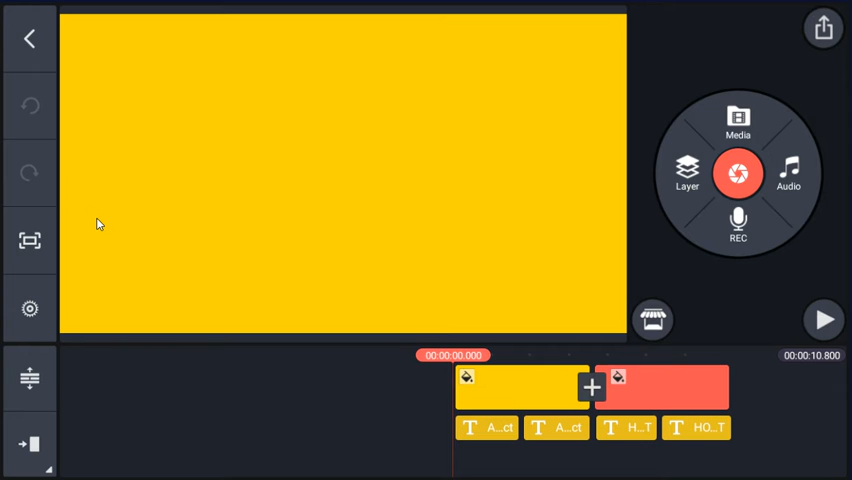 Media
Layer
Audio
REC
00:00:00.000
00:00:10.800
T A...ct
T A...ct
T H...T
T HO...T